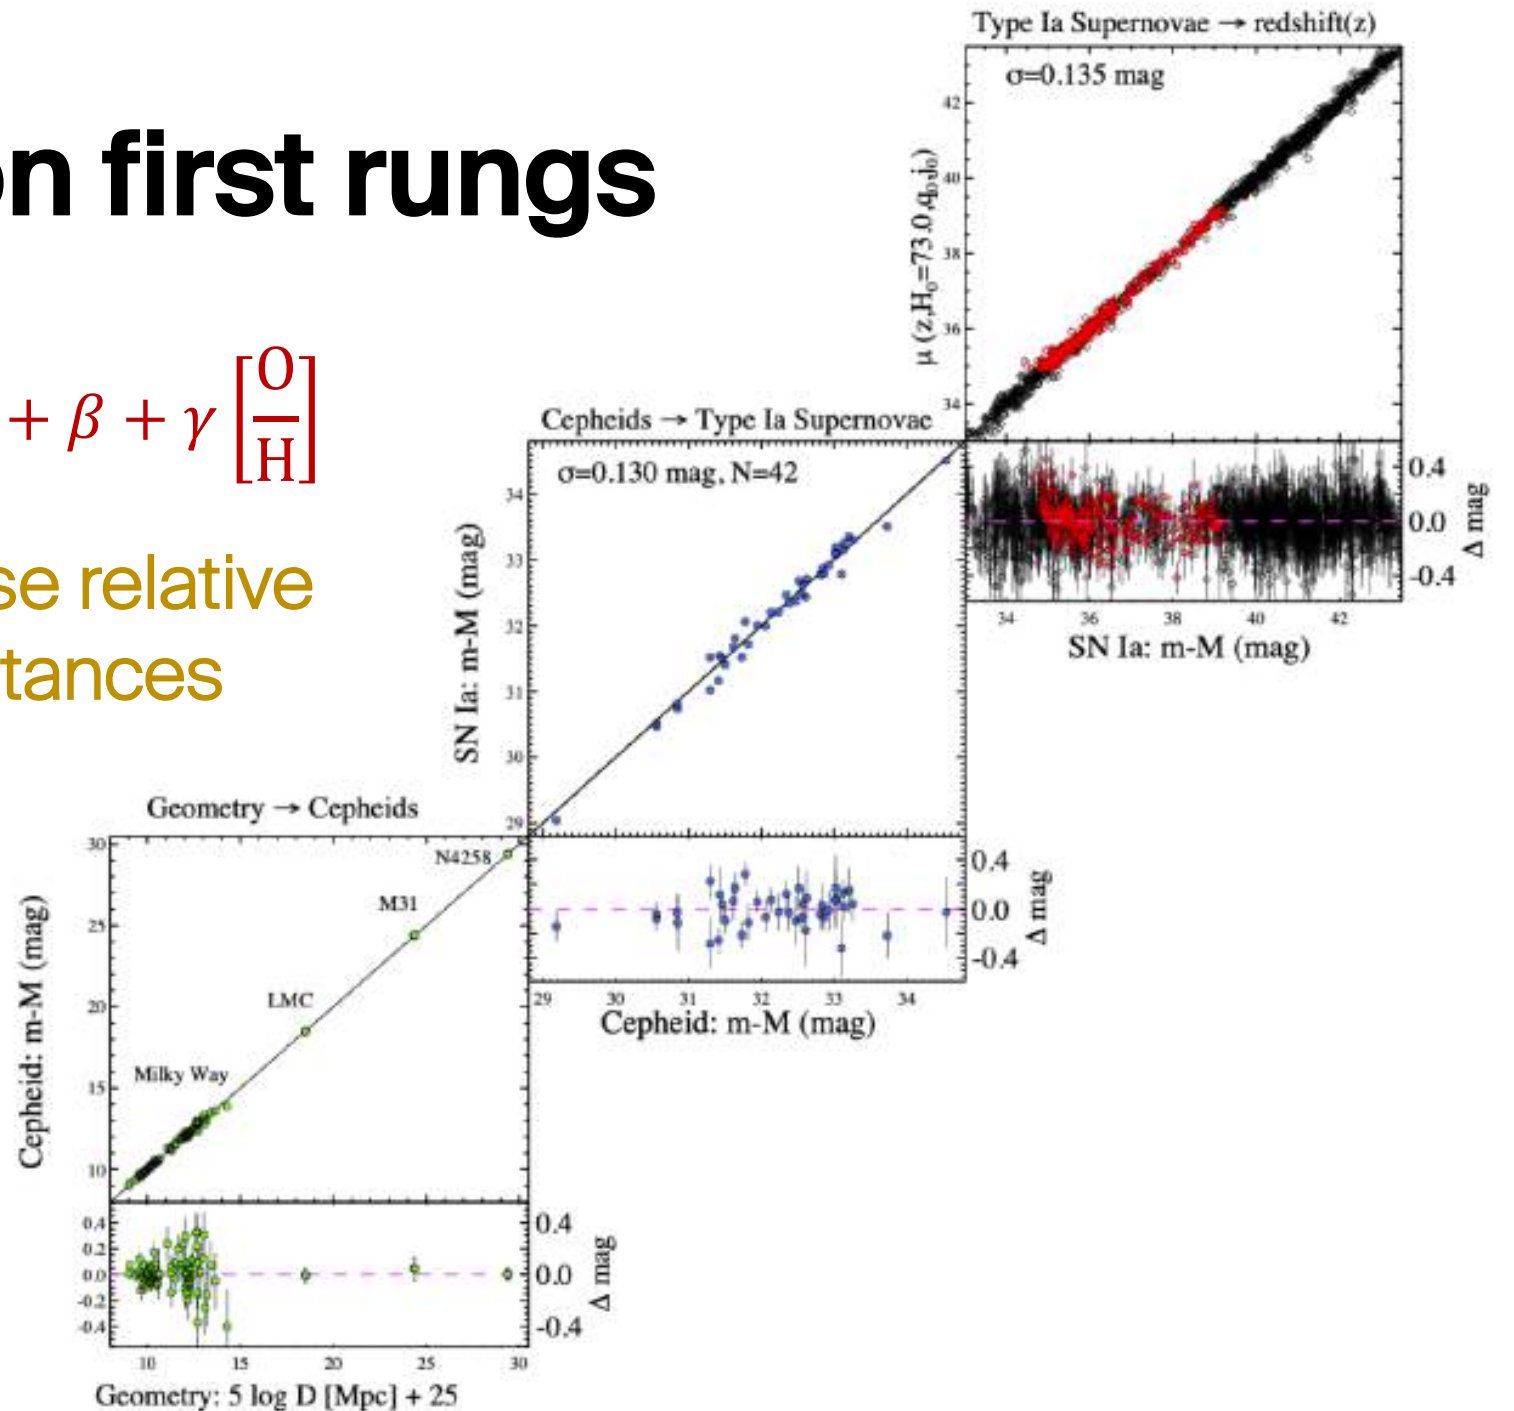 on first rungs
+ β + γ [O/H]
se relative
tances
Type Ia Supernovae → redshift(z)
σ=0.135 mag
μ (z,H₀=73.0,q₀,j₀)
42
40
38
36
34
0.4
0.0
-0.4
Δ mag
34 36 38 40 42
SN Ia: m-M (mag)
Cepheids → Type Ia Supernovae
σ=0.130 mag, N=42
SN Ia: m-M (mag)
34
33
32
31
30
29
0.4
0.0
-0.4
Δ mag
29 30 31 32 33 34
Cepheid: m-M (mag)
Geometry → Cepheids
Cepheid: m-M (mag)
30
25
20
15
10
N4258
M31
LMC
Milky Way
0.4 0.4
0.2
0.0 0.0
-0.2
-0.4 -0.4
Δ mag
10 15 20 25 30
Geometry: 5 log D [Mpc] + 25